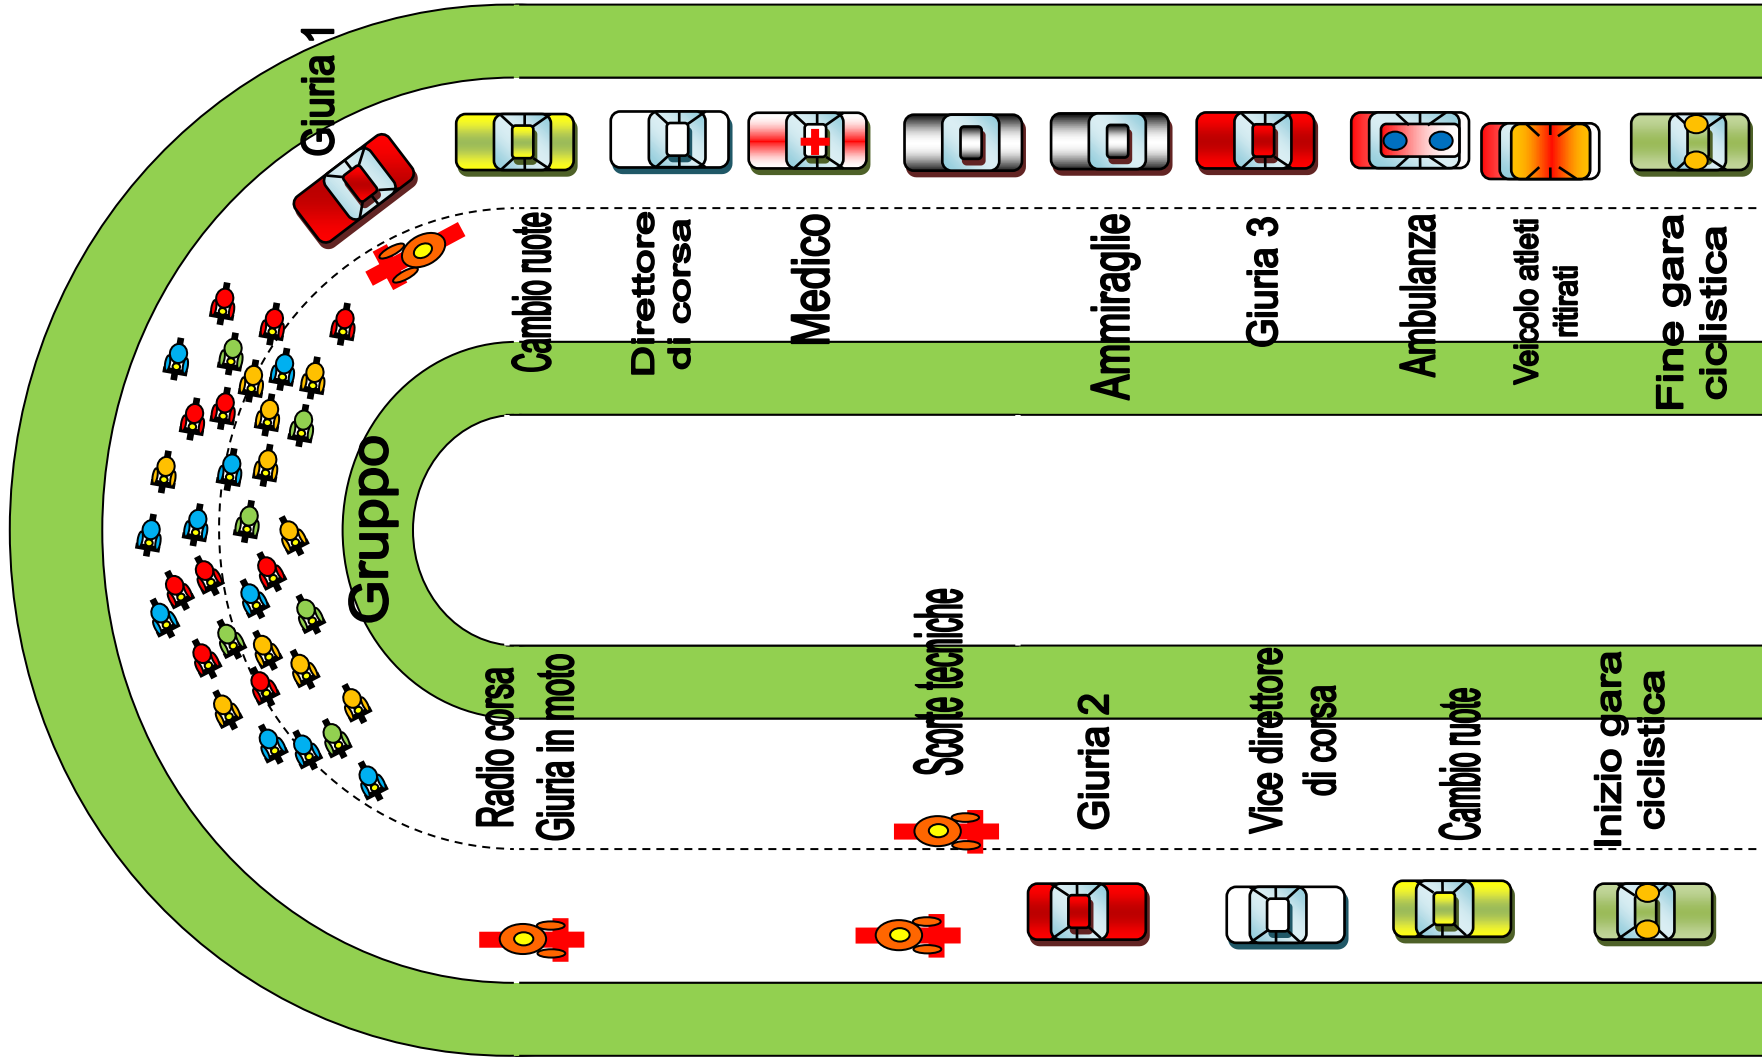 Giuria 1
Cambio ruote
Direttore
di corsa
Medico
Ammiraglie
Giuria 3
Ambulanza
Veicolo atleti
ritirati
Fine gara
ciclistica
Gruppo
Radio corsa
Giuria in moto
Scorte tecniche
Giuria 2
Vice direttore
di corsa
Cambio ruote
Inizio gara
ciclistica